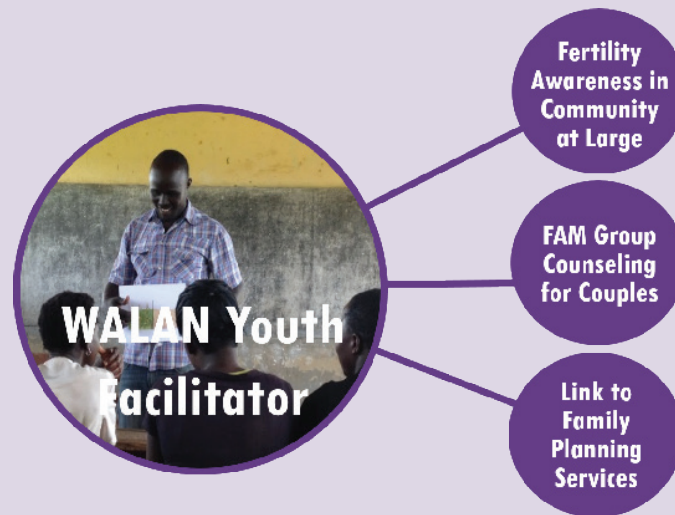 Fertility
Awareness in
Community
at Large
WALAN Youth
Facilitator
FAM Group
Counseling
for Couples
Link to
Family
Planning
Services